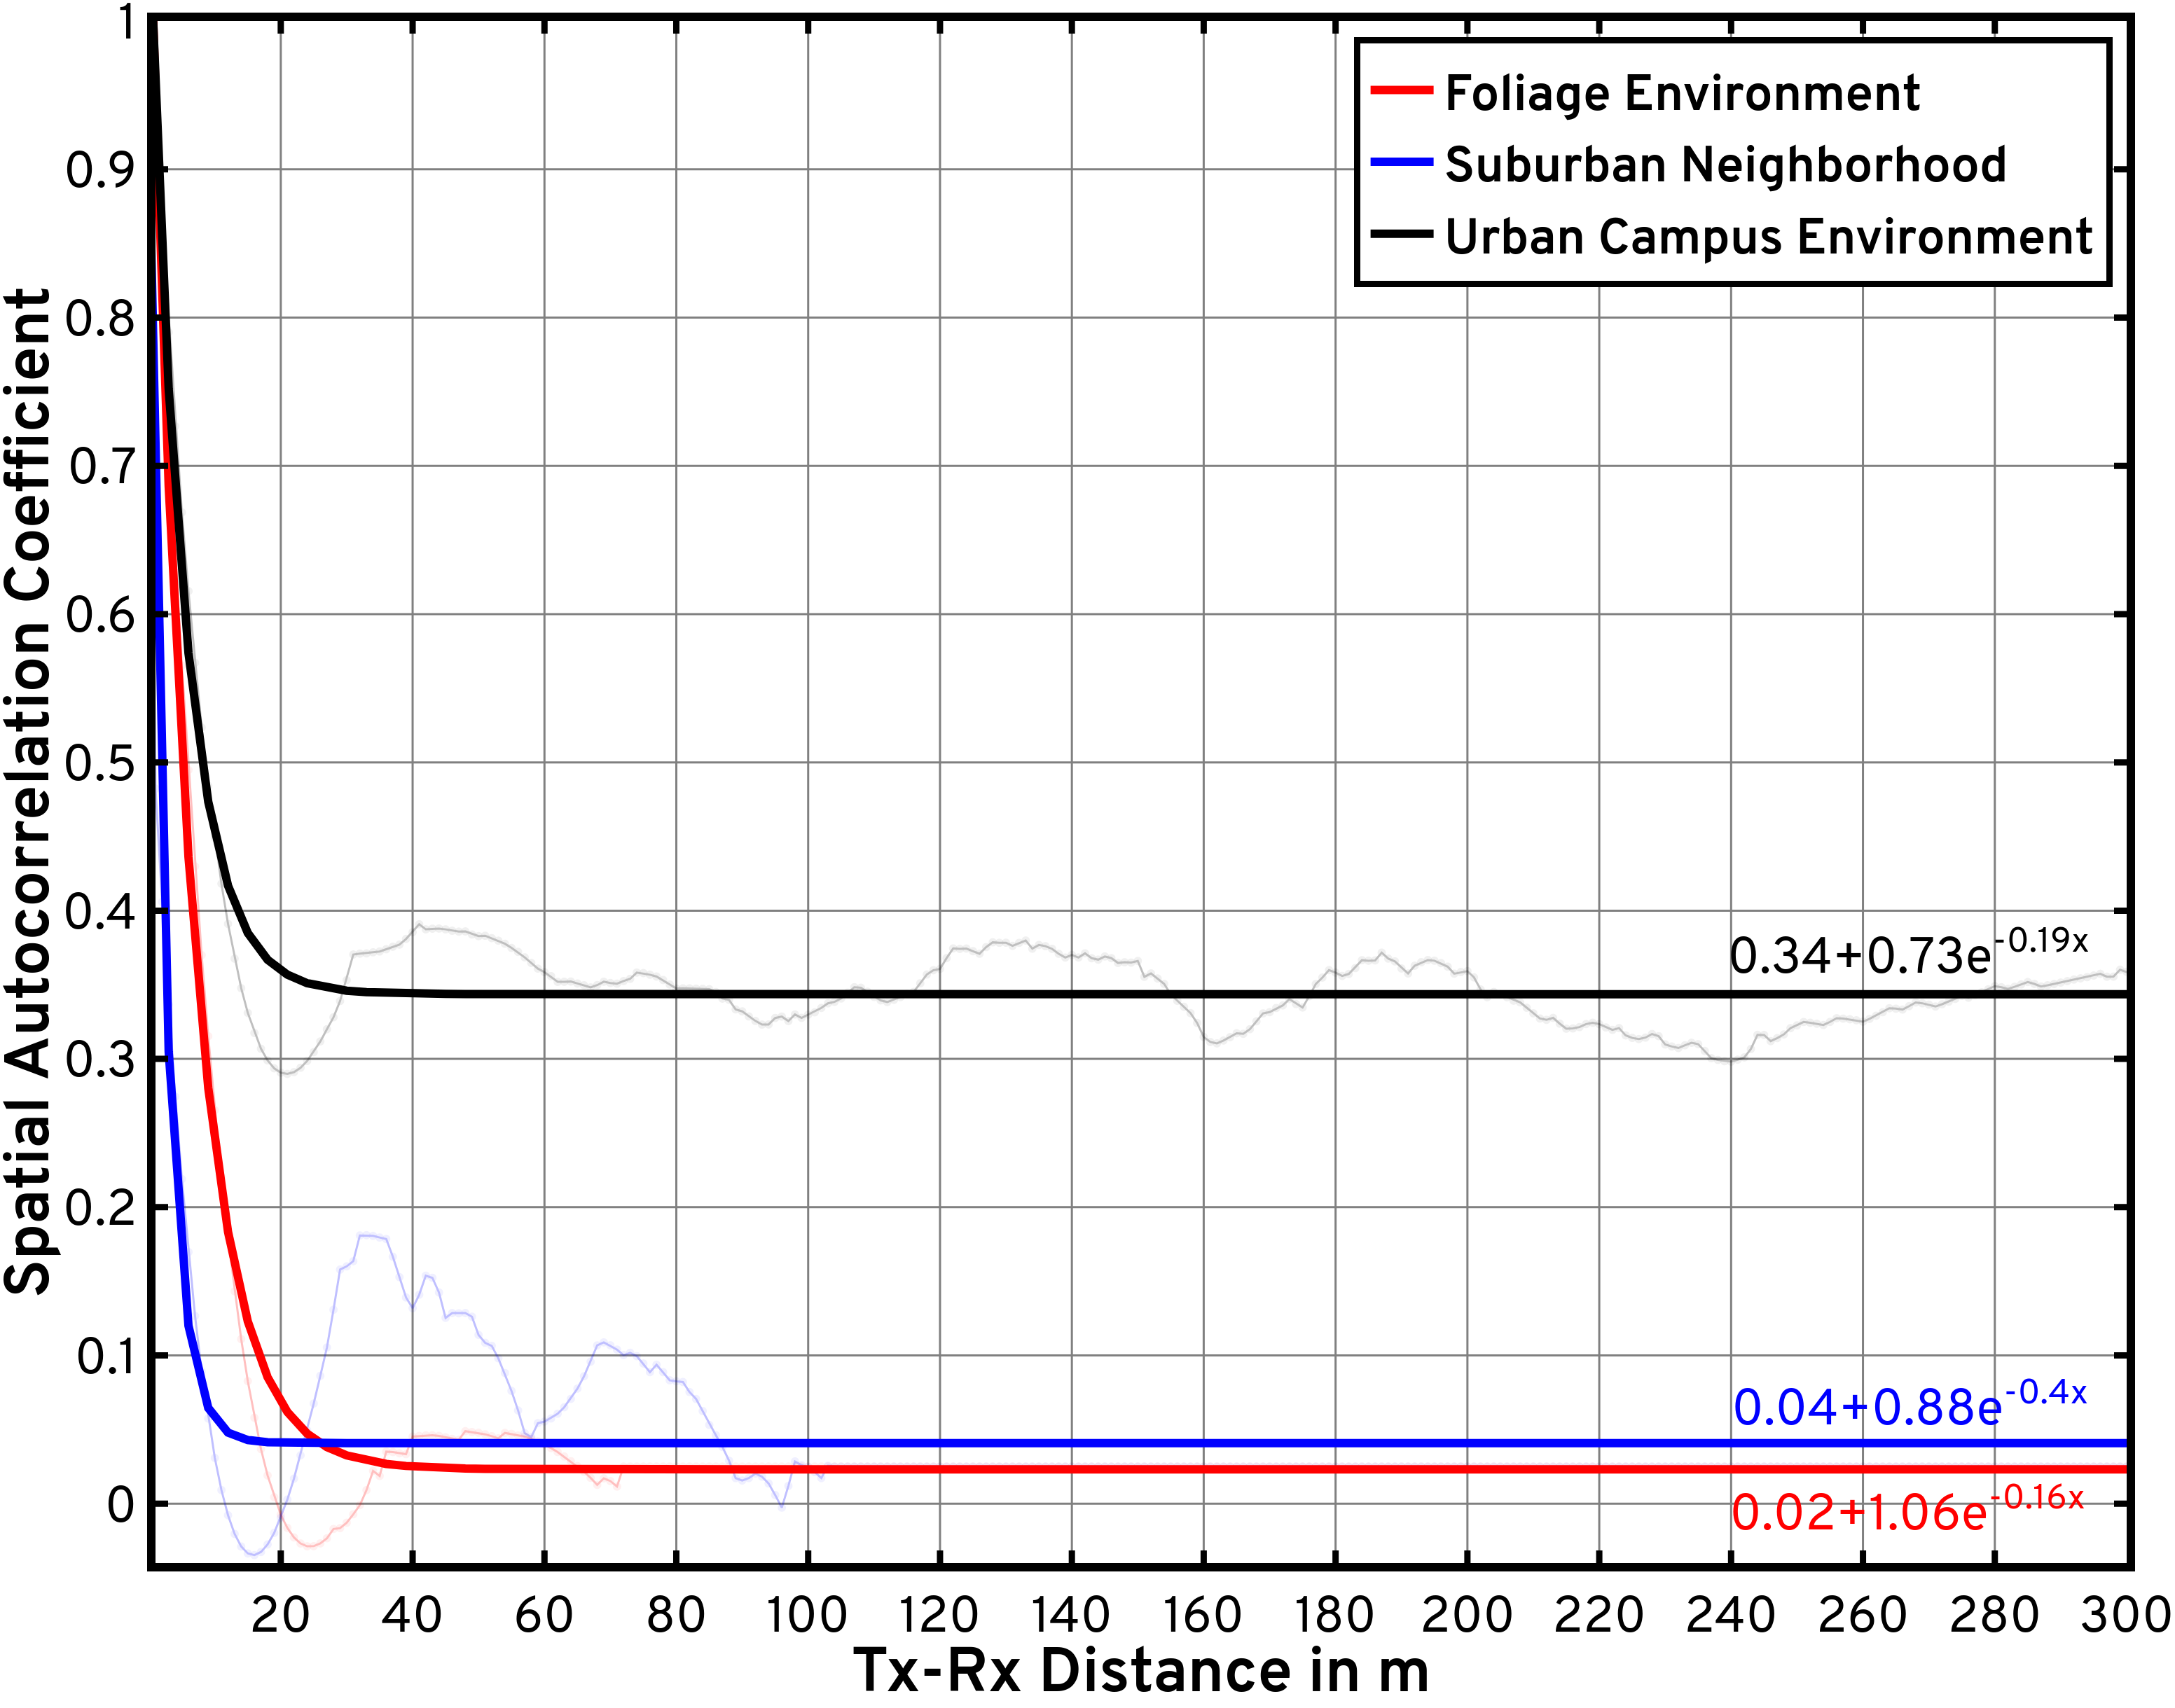 Foliage Environment
Suburban Neighborhood
Urban Campus Environment
Spatial Autocorrelation Coefficient
1
0.9
0.8
0.7
0.6
0.5
0.4
0.3
0.2
0.1
0
0.34+0.73e^-0.19x
0.04+0.88e^-0.4x
0.02+1.06e^-0.16x
20 40 60 80 100 120 140 160 180 200 220 240 260 280 300
Tx-Rx Distance in m